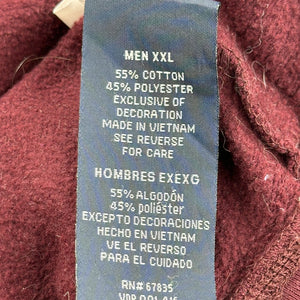 MEN XXL
55% COTTON
45% POLYESTER
EXCLUSIVE OF
DECORATION
MADE IN VIETNAM
SEE REVERSE
FOR CARE
HOMBRES EXEXG
55% ALGODÓN
45% poliéster
EXCEPTO DECORACIONES
HECHO EN VIETNAM
VE EL REVERSO
PARA EL CUIDADO
RN# 67835